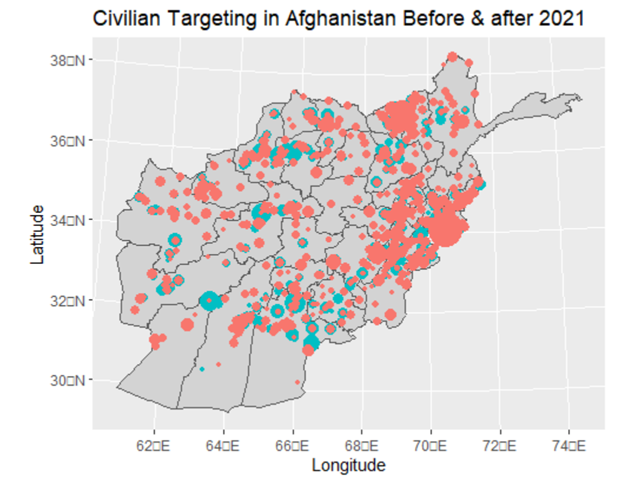 Civilian Targeting in Afghanistan Before & after 2021
38□N
36□N
34□N
32□N
30□N
Latitude
62□E 64□E 66□E 68□E 70□E 72□E 74□E
Longitude